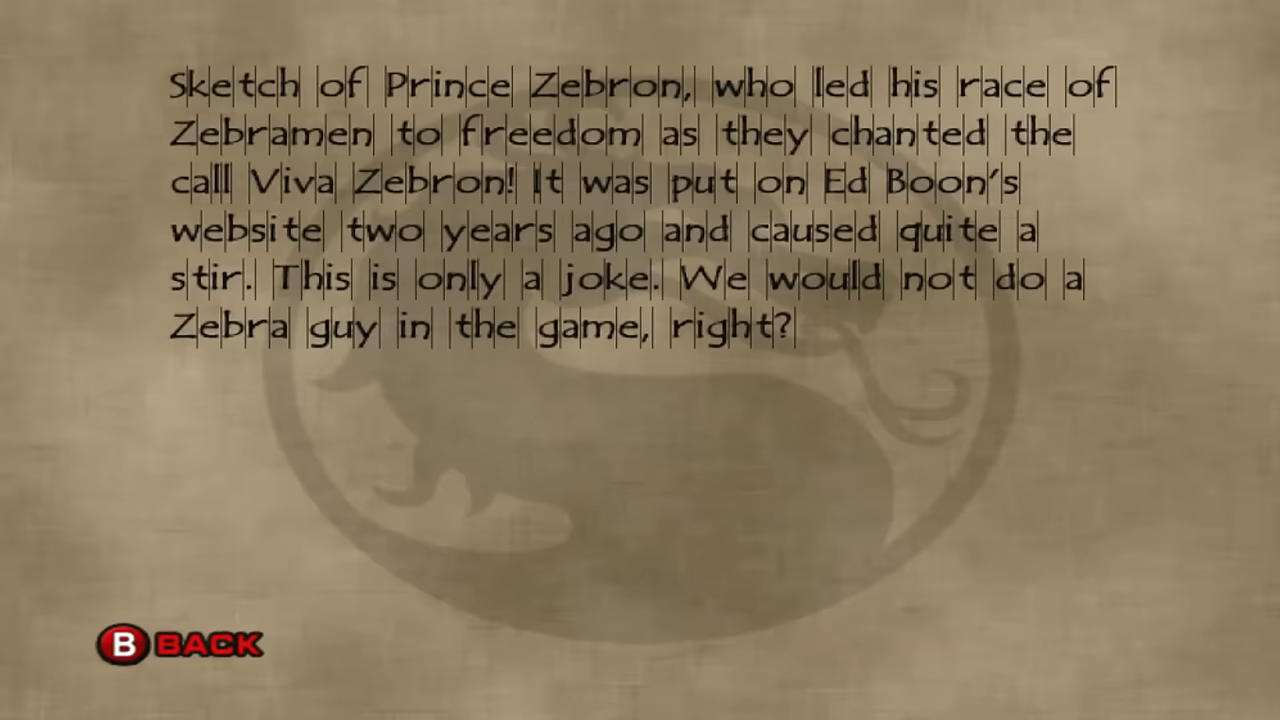 Sketch of Prince Zebron, who led his race of
Zebramen to freedom as they chanted the
call Viva Zebron! It was put on Ed Boon's
website two years ago and caused quite a
stir. This is only a joke. We would not do a
Zebra guy in the game, right?
B BACK